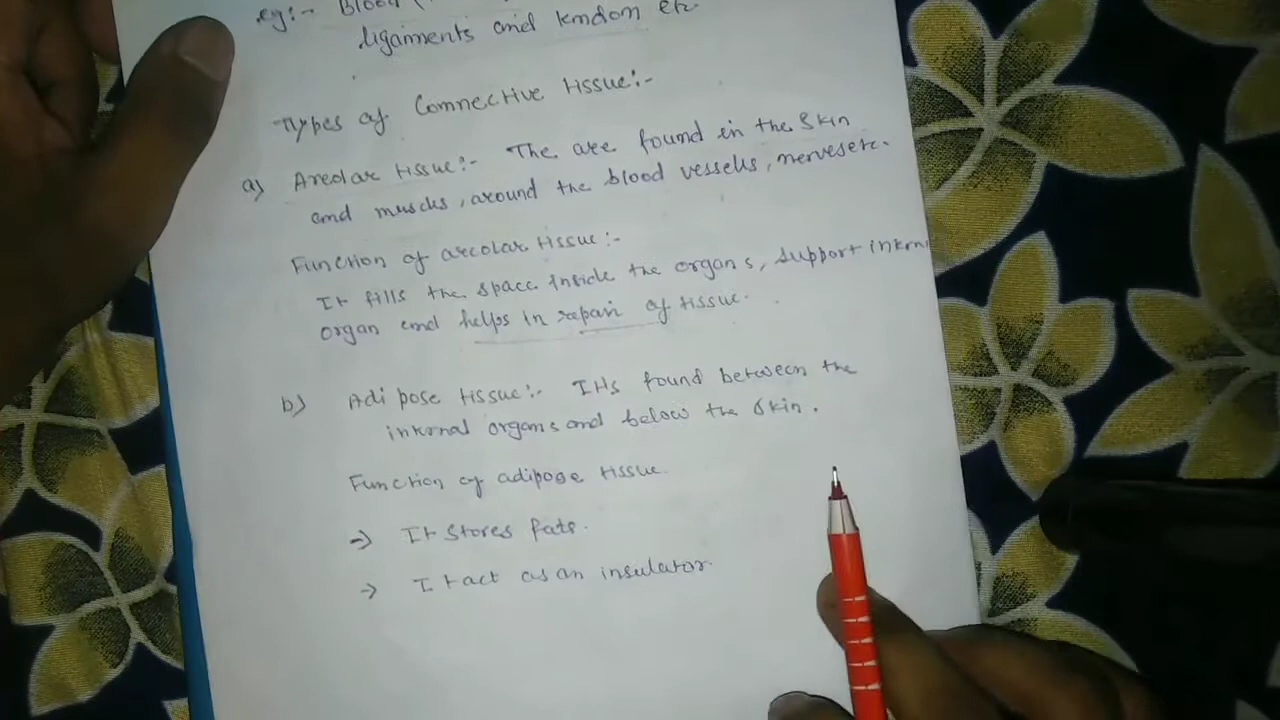 eg:- Blood (
ligaments and tendon etc
Types of Connective tissue:-
a) Areolar tissue:- The are found in the Skin
and muscles, around the blood vessels, nerves etc.
Function of areolar tissue:-
It fills the space inside the organs, support intern
organ and helps in repair of tissue.
b) Adipose tissue:- It is found between the
internal organs and below the skin.
Function of adipose tissue.
→ It stores fats.
→ It act as an insulator.